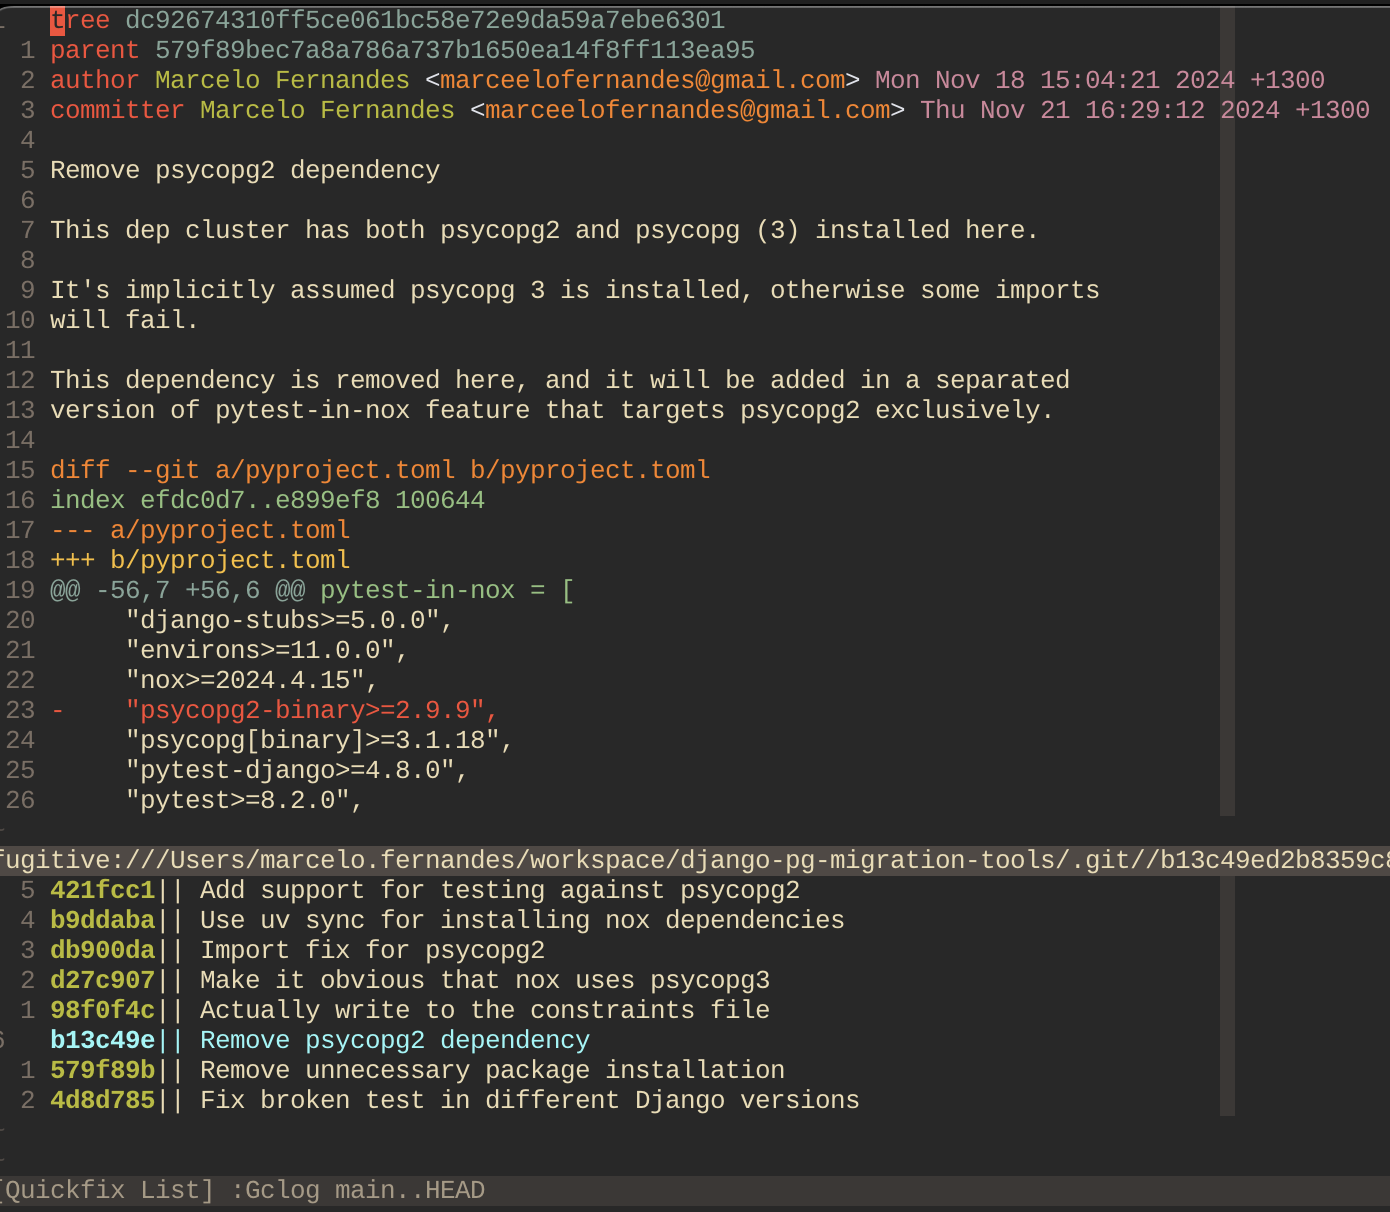 tree dc92674310ff5ce061bc58e72e9da59a7ebe6301
1 parent 579f89bec7a8a786a737b1650ea14f8ff113ea95
2 author Marcelo Fernandes <marceelofernandes@gmail.com> Mon Nov 18 15:04:21 2024 +1300
3 committer Marcelo Fernandes <marceelofernandes@gmail.com> Thu Nov 21 16:29:12 2024 +1300
4
5 Remove psycopg2 dependency
6
7 This dep cluster has both psycopg2 and psycopg (3) installed here.
8
9 It's implicitly assumed psycopg 3 is installed, otherwise some imports
10 will fail.
11
12 This dependency is removed here, and it will be added in a separated
13 version of pytest-in-nox feature that targets psycopg2 exclusively.
14
15 diff --git a/pyproject.toml b/pyproject.toml
16 index efdc0d7..e899ef8 100644
17 --- a/pyproject.toml
18 +++ b/pyproject.toml
19 @@ -56,7 +56,6 @@ pytest-in-nox = [
20      "django-stubs>=5.0.0",
21      "environs>=11.0.0",
22      "nox>=2024.4.15",
23 -    "psycopg2-binary>=2.9.9",
24      "psycopg[binary]>=3.1.18",
25      "pytest-django>=4.8.0",
26      "pytest>=8.2.0",
fugitive:///Users/marcelo.fernandes/workspace/django-pg-migration-tools/.git//b13c49ed2b8359c8
5 421fcc1|| Add support for testing against psycopg2
4 b9ddaba|| Use uv sync for installing nox dependencies
3 db900da|| Import fix for psycopg2
2 d27c907|| Make it obvious that nox uses psycopg3
1 98f0f4c|| Actually write to the constraints file
6 b13c49e|| Remove psycopg2 dependency
1 579f89b|| Remove unnecessary package installation
2 4d8d785|| Fix broken test in different Django versions
[Quickfix List] :Gclog main..HEAD